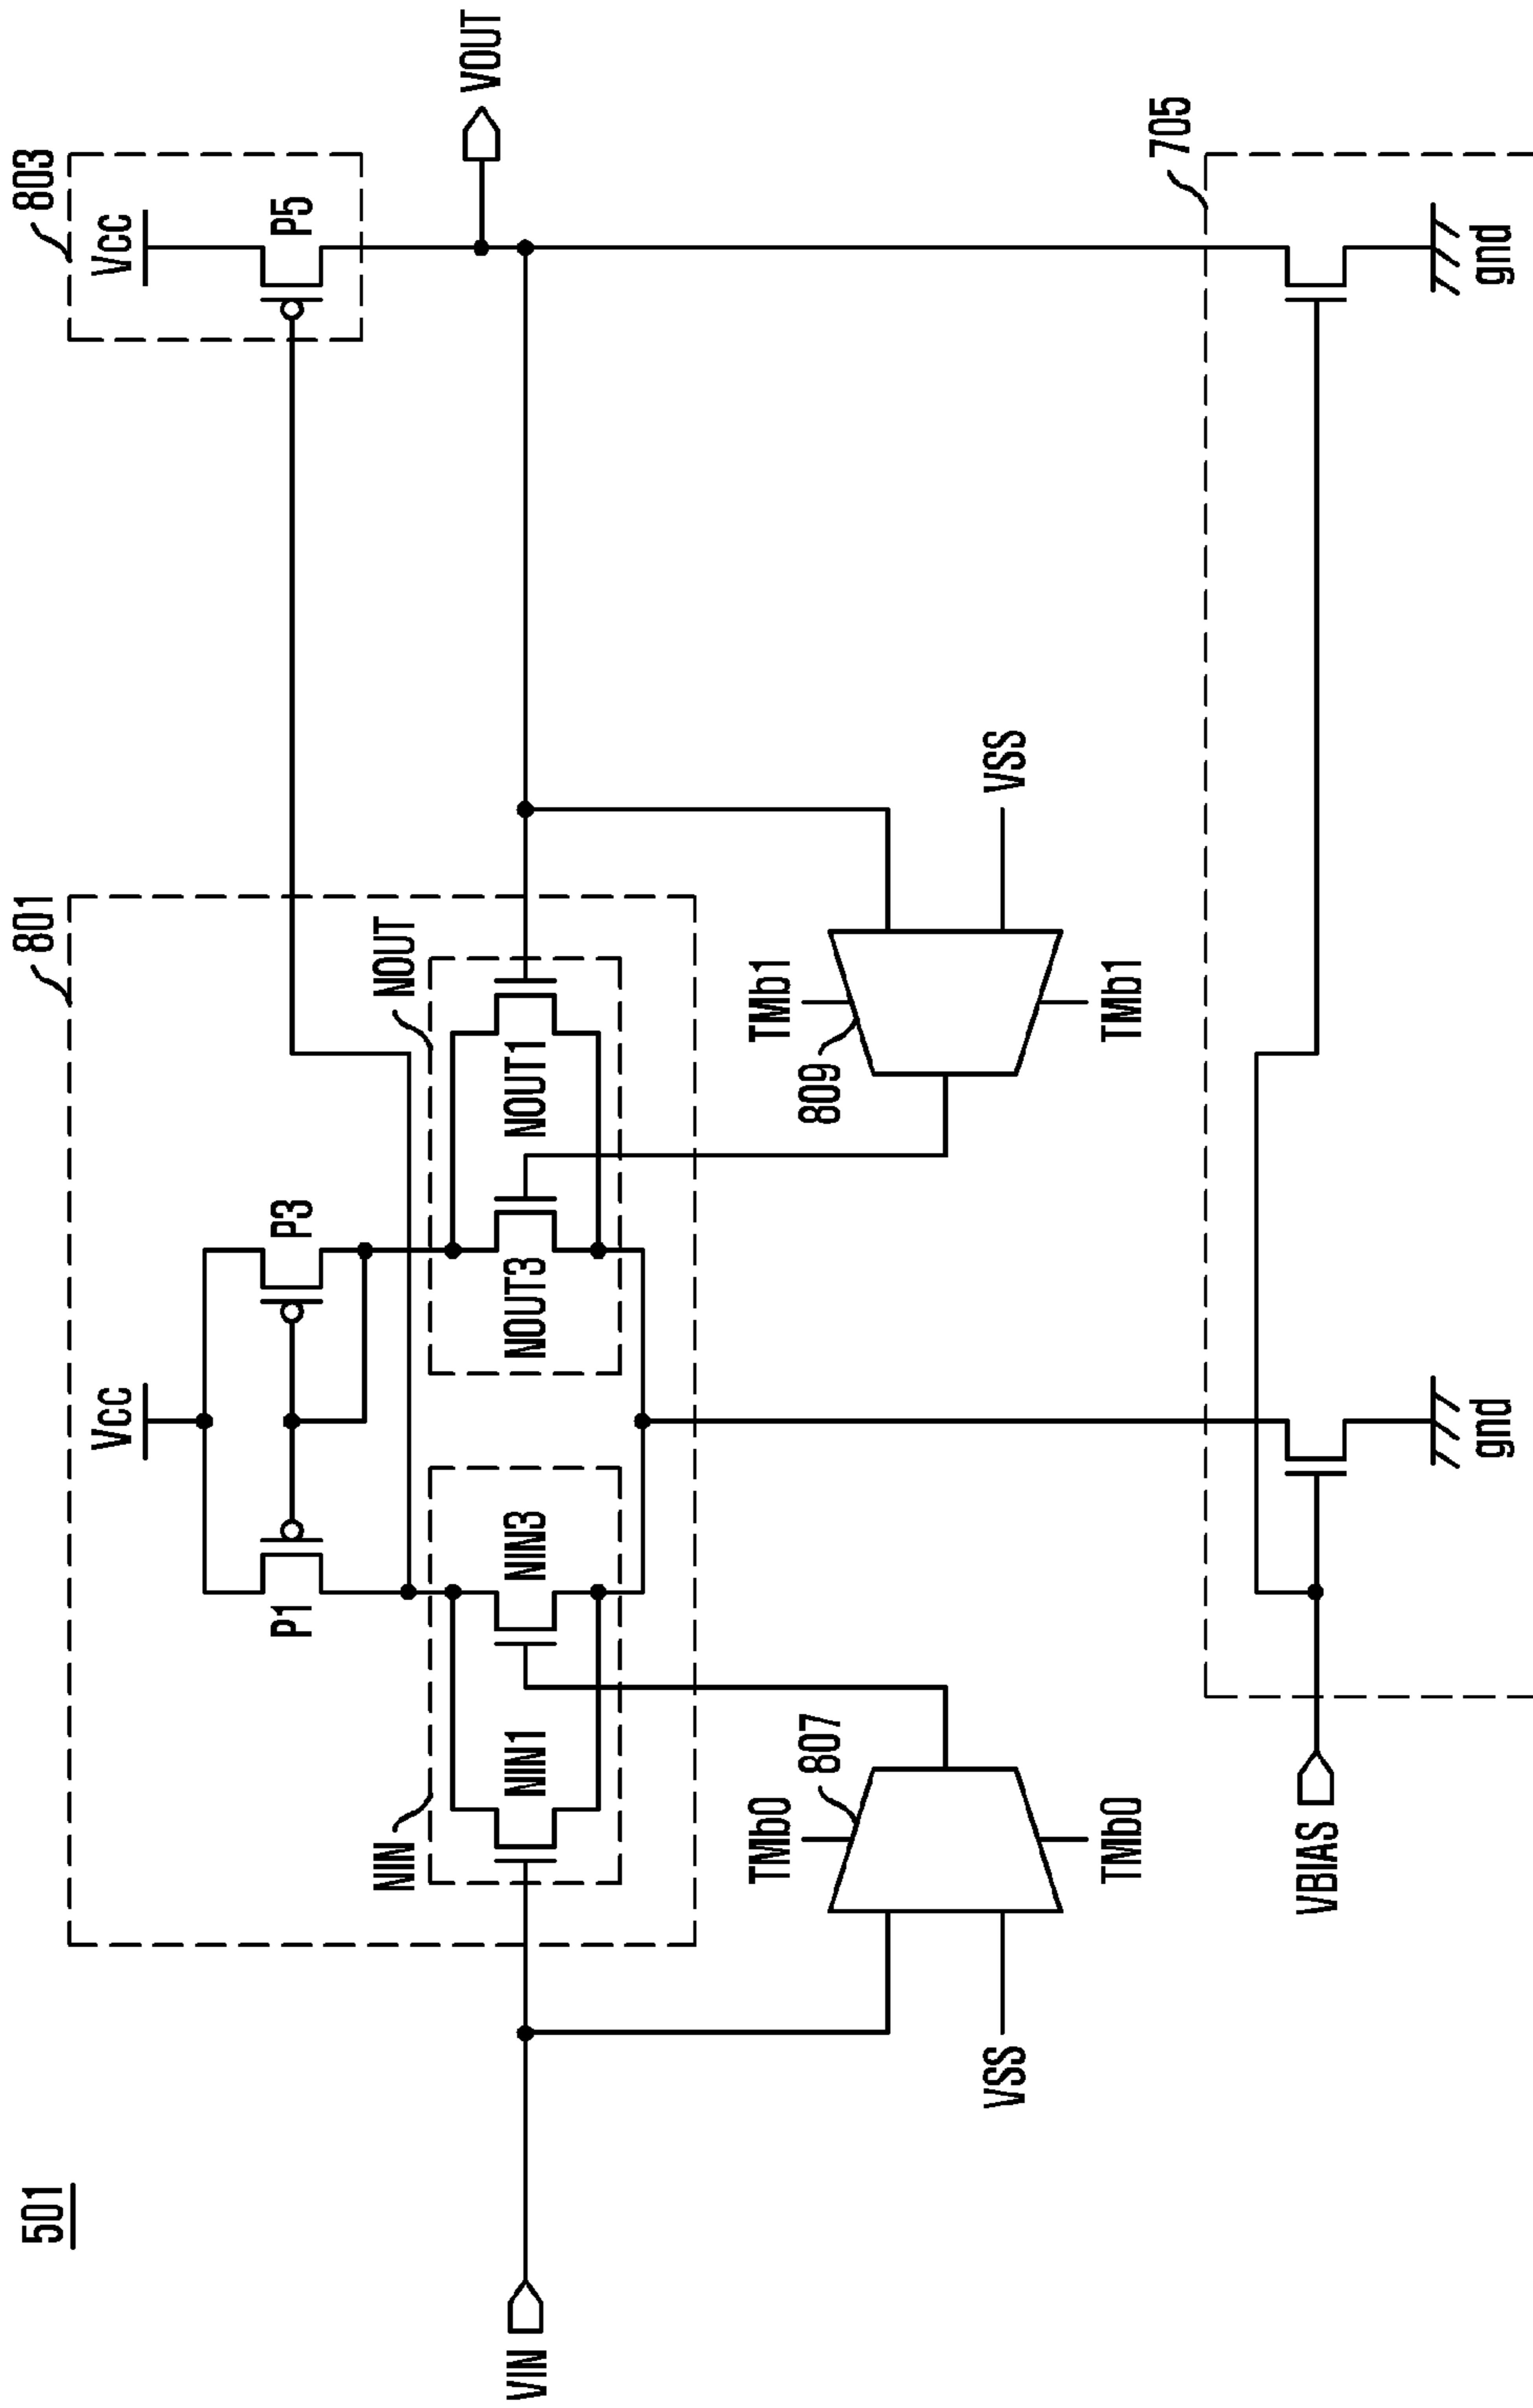 501
801
803
Vcc
Vcc
P1
P3
P5
NIN
NOUT
VOUT
VIN
NIN1
NIN3
NOUT3
NOUT1
TMb0
807
809
TMb1
VSS
VSS
TMb0
TMb1
705
VBIAS
gnd
gnd